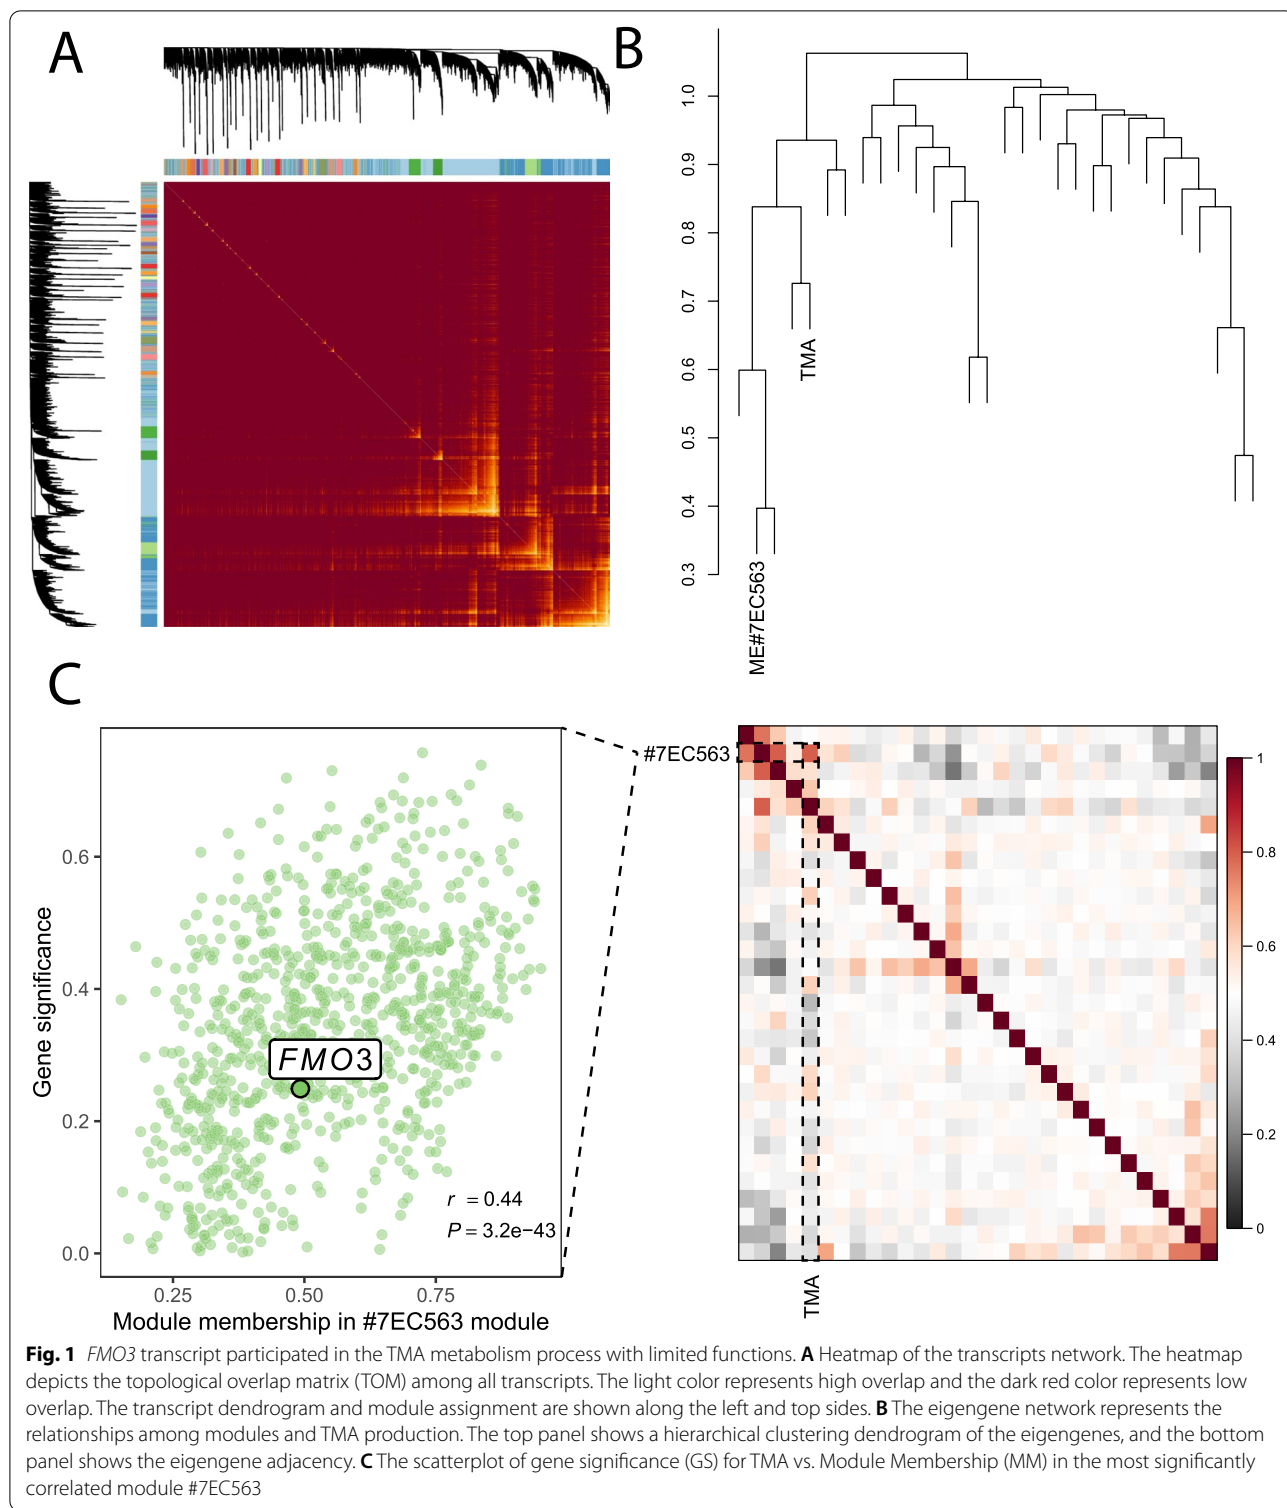 A
B
1.0
0.9
0.8
0.7
0.6
0.5
0.4
0.3
TMA
ME#7EC563
C
Gene significance
0.6
0.4
0.2
0.0
FMO3
r = 0.44
P = 3.2e−43
0.25 0.50 0.75
Module membership in #7EC563 module
#7EC563
TMA
1
0.8
0.6
0.4
0.2
0
Fig. 1 FMO3 transcript participated in the TMA metabolism process with limited functions. A Heatmap of the transcripts network. The heatmap
depicts the topological overlap matrix (TOM) among all transcripts. The light color represents high overlap and the dark red color represents low
overlap. The transcript dendrogram and module assignment are shown along the left and top sides. B The eigengene network represents the
relationships among modules and TMA production. The top panel shows a hierarchical clustering dendrogram of the eigengenes, and the bottom
panel shows the eigengene adjacency. C The scatterplot of gene significance (GS) for TMA vs. Module Membership (MM) in the most significantly
correlated module #7EC563